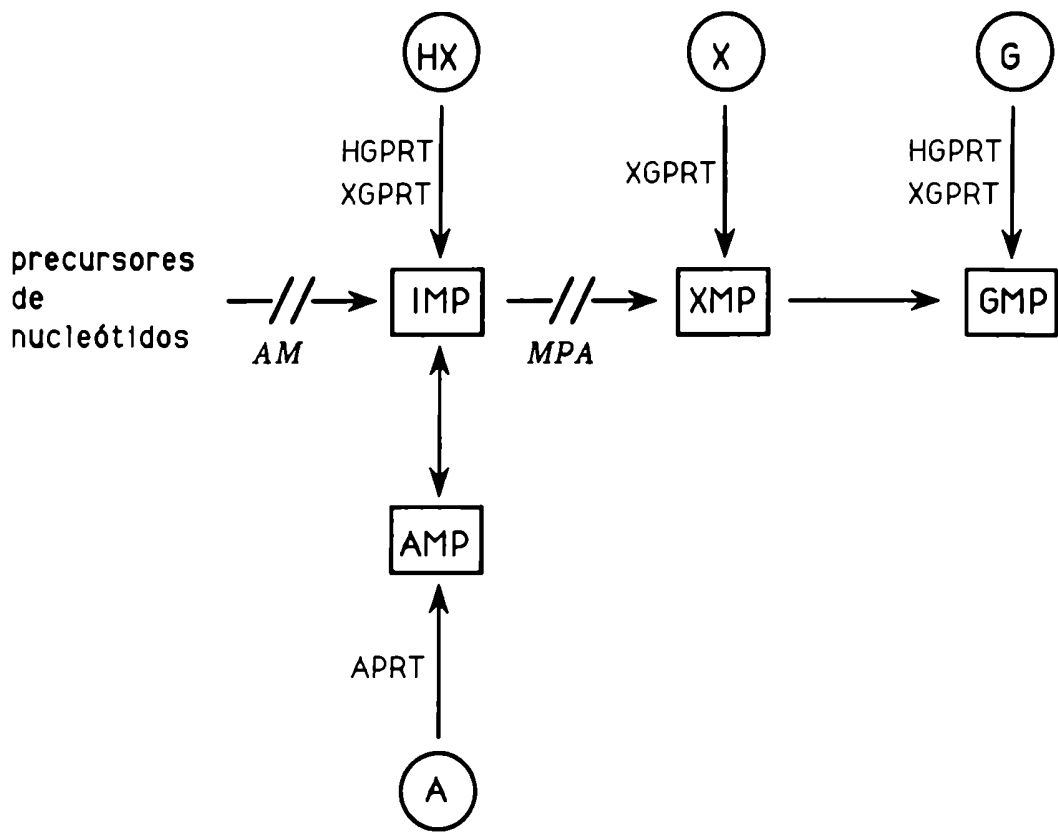 HX
X
G
HGPRT
XGPRT
XGPRT
HGPRT
XGPRT
precursores
de
nucleótidos
AM
IMP
MPA
XMP
GMP
AMP
APRT
A